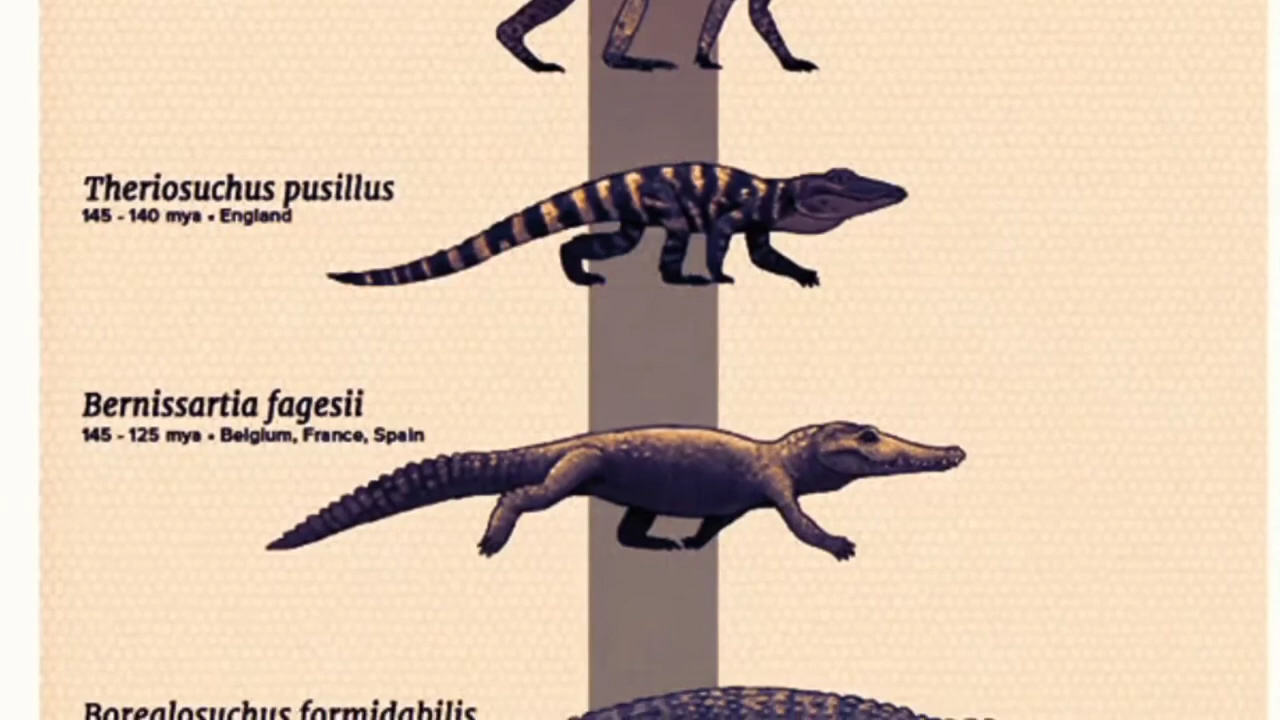 Theriosuchus pusillus
145 - 140 mya • England
Bernissartia fagesii
145 - 125 mya • Belgium, France, Spain
Borealosuchus formidabilis